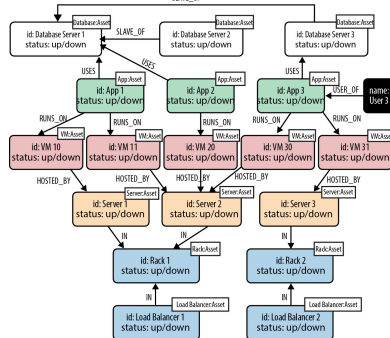 SLAVE_OF
Database:Asset
Database:Asset
Database:Asset
id: Database Server 1
status: up/down
SLAVE_OF
id: Database Server 2
status: up/down
id: Database Server 3
status: up/down
USES
USES
USES
App:Asset
App:Asset
App:Asset
id: App 1
status: up/down
id: App 2
status: up/down
id: App 3
status: up/down
USER_OF
name:
User 3
RUNS_ON
RUNS_ON
RUNS_ON
RUNS_ON
RUNS_ON
VM:Asset
VM:Asset
VM:Asset
VM:Asset
VM:Asset
id: VM 10
status: up/down
id: VM 11
status: up/down
id: VM 20
status: up/down
id: VM 30
status: up/down
id: VM 31
status: up/down
HOSTED_BY
HOSTED_BY
HOSTED_BY
HOSTED_BY
HOSTED_BY
Server:Asset
Server:Asset
Server:Asset
id: Server 1
status: up/down
id: Server 2
status: up/down
id: Server 3
status: up/down
IN
IN
IN
Rack:Asset
Rack:Asset
id: Rack 1
status: up/down
id: Rack 2
status: up/down
IN
IN
Load Balancer:Asset
Load Balancer:Asset
id: Load Balancer 1
status: up/down
id: Load Balancer 2
status: up/down